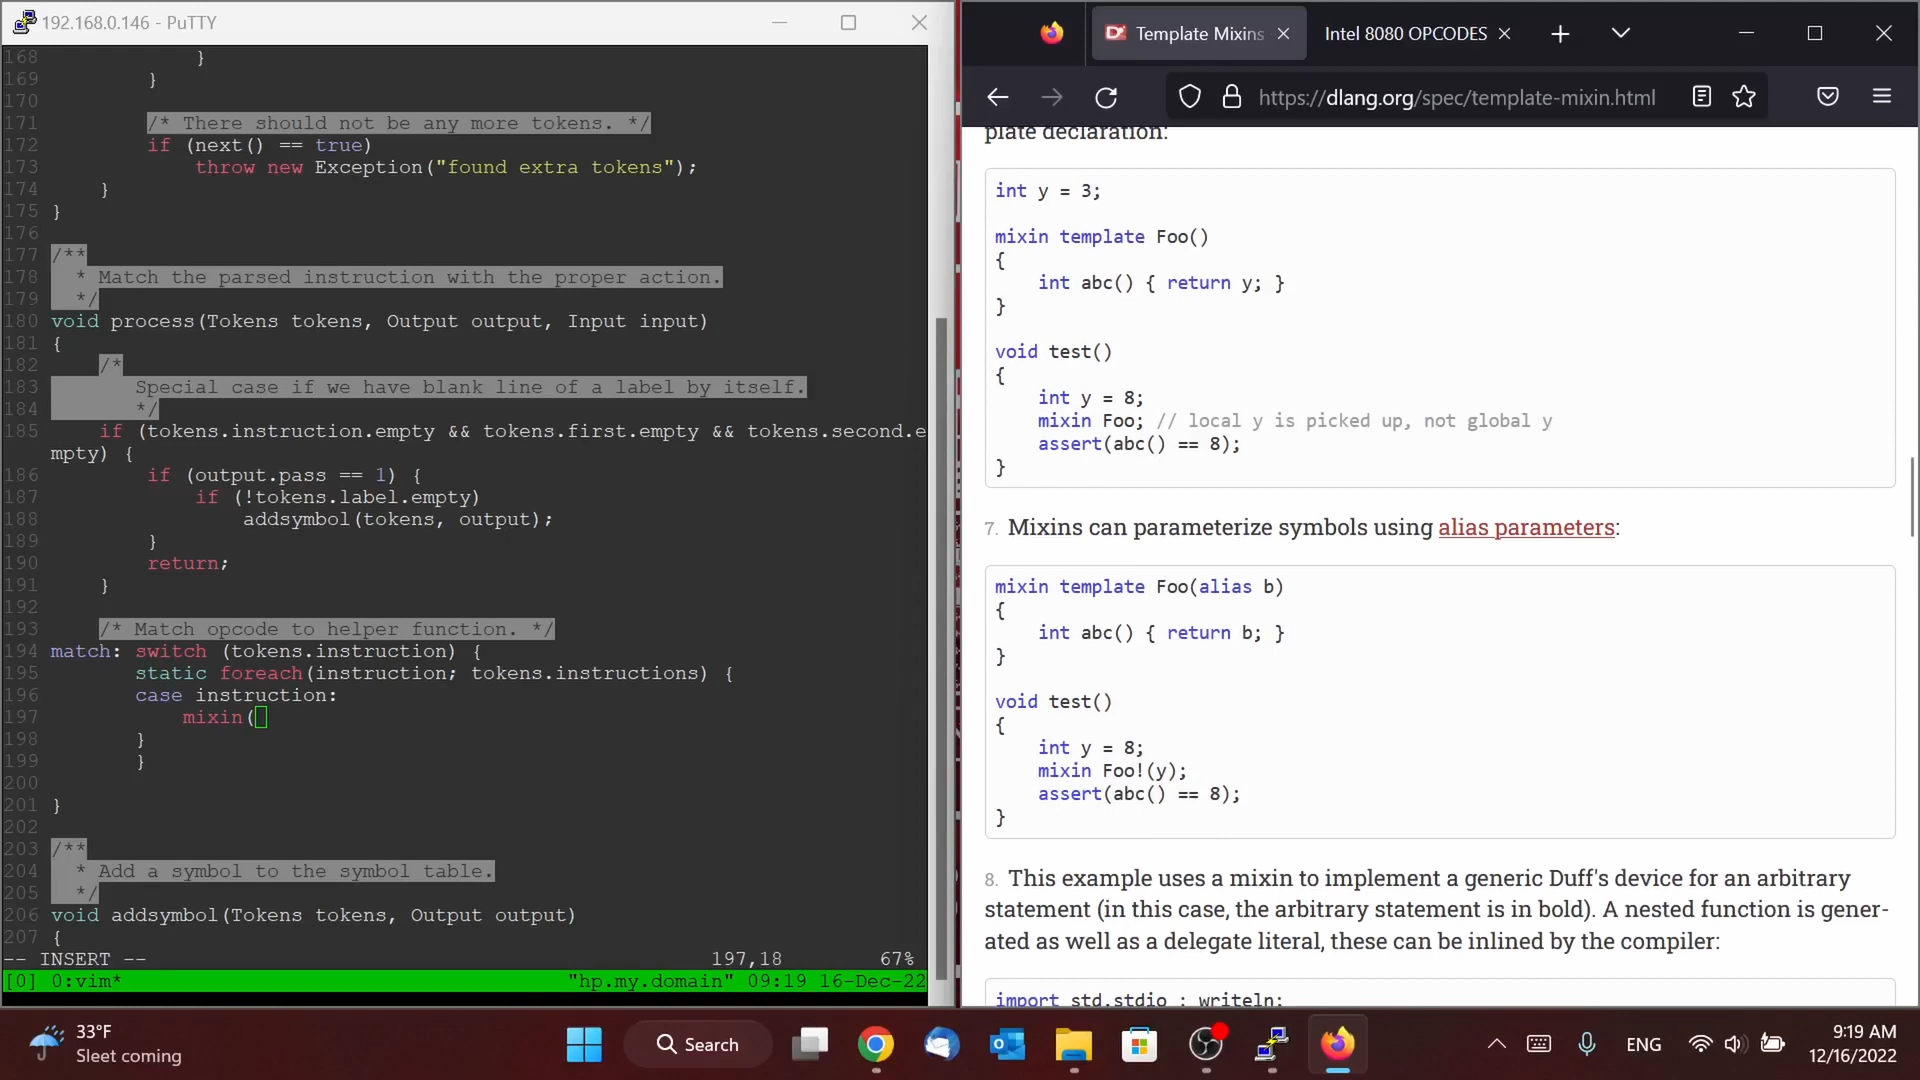 192.168.0.146 - PuTTY
168 }
169 }
170
171 /* There should not be any more tokens. */
172 if (next() == true)
173 throw new Exception("found extra tokens");
174 }
175 }
176
177 /**
178 * Match the parsed instruction with the proper action.
179 */
180 void process(Tokens tokens, Output output, Input input)
181 {
182 /*
183 Special case if we have blank line of a label by itself.
184 */
185 if (tokens.instruction.empty && tokens.first.empty && tokens.second.e
mpty) {
186 if (output.pass == 1) {
187 if (!tokens.label.empty)
188 addsymbol(tokens, output);
189 }
190 return;
191 }
192
193 /* Match opcode to helper function. */
194 match: switch (tokens.instruction) {
195 static foreach(instruction; tokens.instructions) {
196 case instruction:
197 mixin(
198 }
199 }
200
201 }
202
203 /**
204 * Add a symbol to the symbol table.
205 */
206 void addsymbol(Tokens tokens, Output output)
207 {
-- INSERT -- 197,18 67%
[0] 0:vim* "hp.my.domain" 09:19 16-Dec-22
Template Mixins
Intel 8080 OPCODES
https://dlang.org/spec/template-mixin.html
plate declaration:
int y = 3;
mixin template Foo()
{
int abc() { return y; }
}
void test()
{
int y = 8;
mixin Foo; // local y is picked up, not global y
assert(abc() == 8);
}
7. Mixins can parameterize symbols using alias parameters:
mixin template Foo(alias b)
{
int abc() { return b; }
}
void test()
{
int y = 8;
mixin Foo!(y);
assert(abc() == 8);
}
8. This example uses a mixin to implement a generic Duff's device for an arbitrary
statement (in this case, the arbitrary statement is in bold). A nested function is gener-
ated as well as a delegate literal, these can be inlined by the compiler:
import std.stdio : writeln;
33°F
Sleet coming
Search
ENG
9:19 AM
12/16/2022